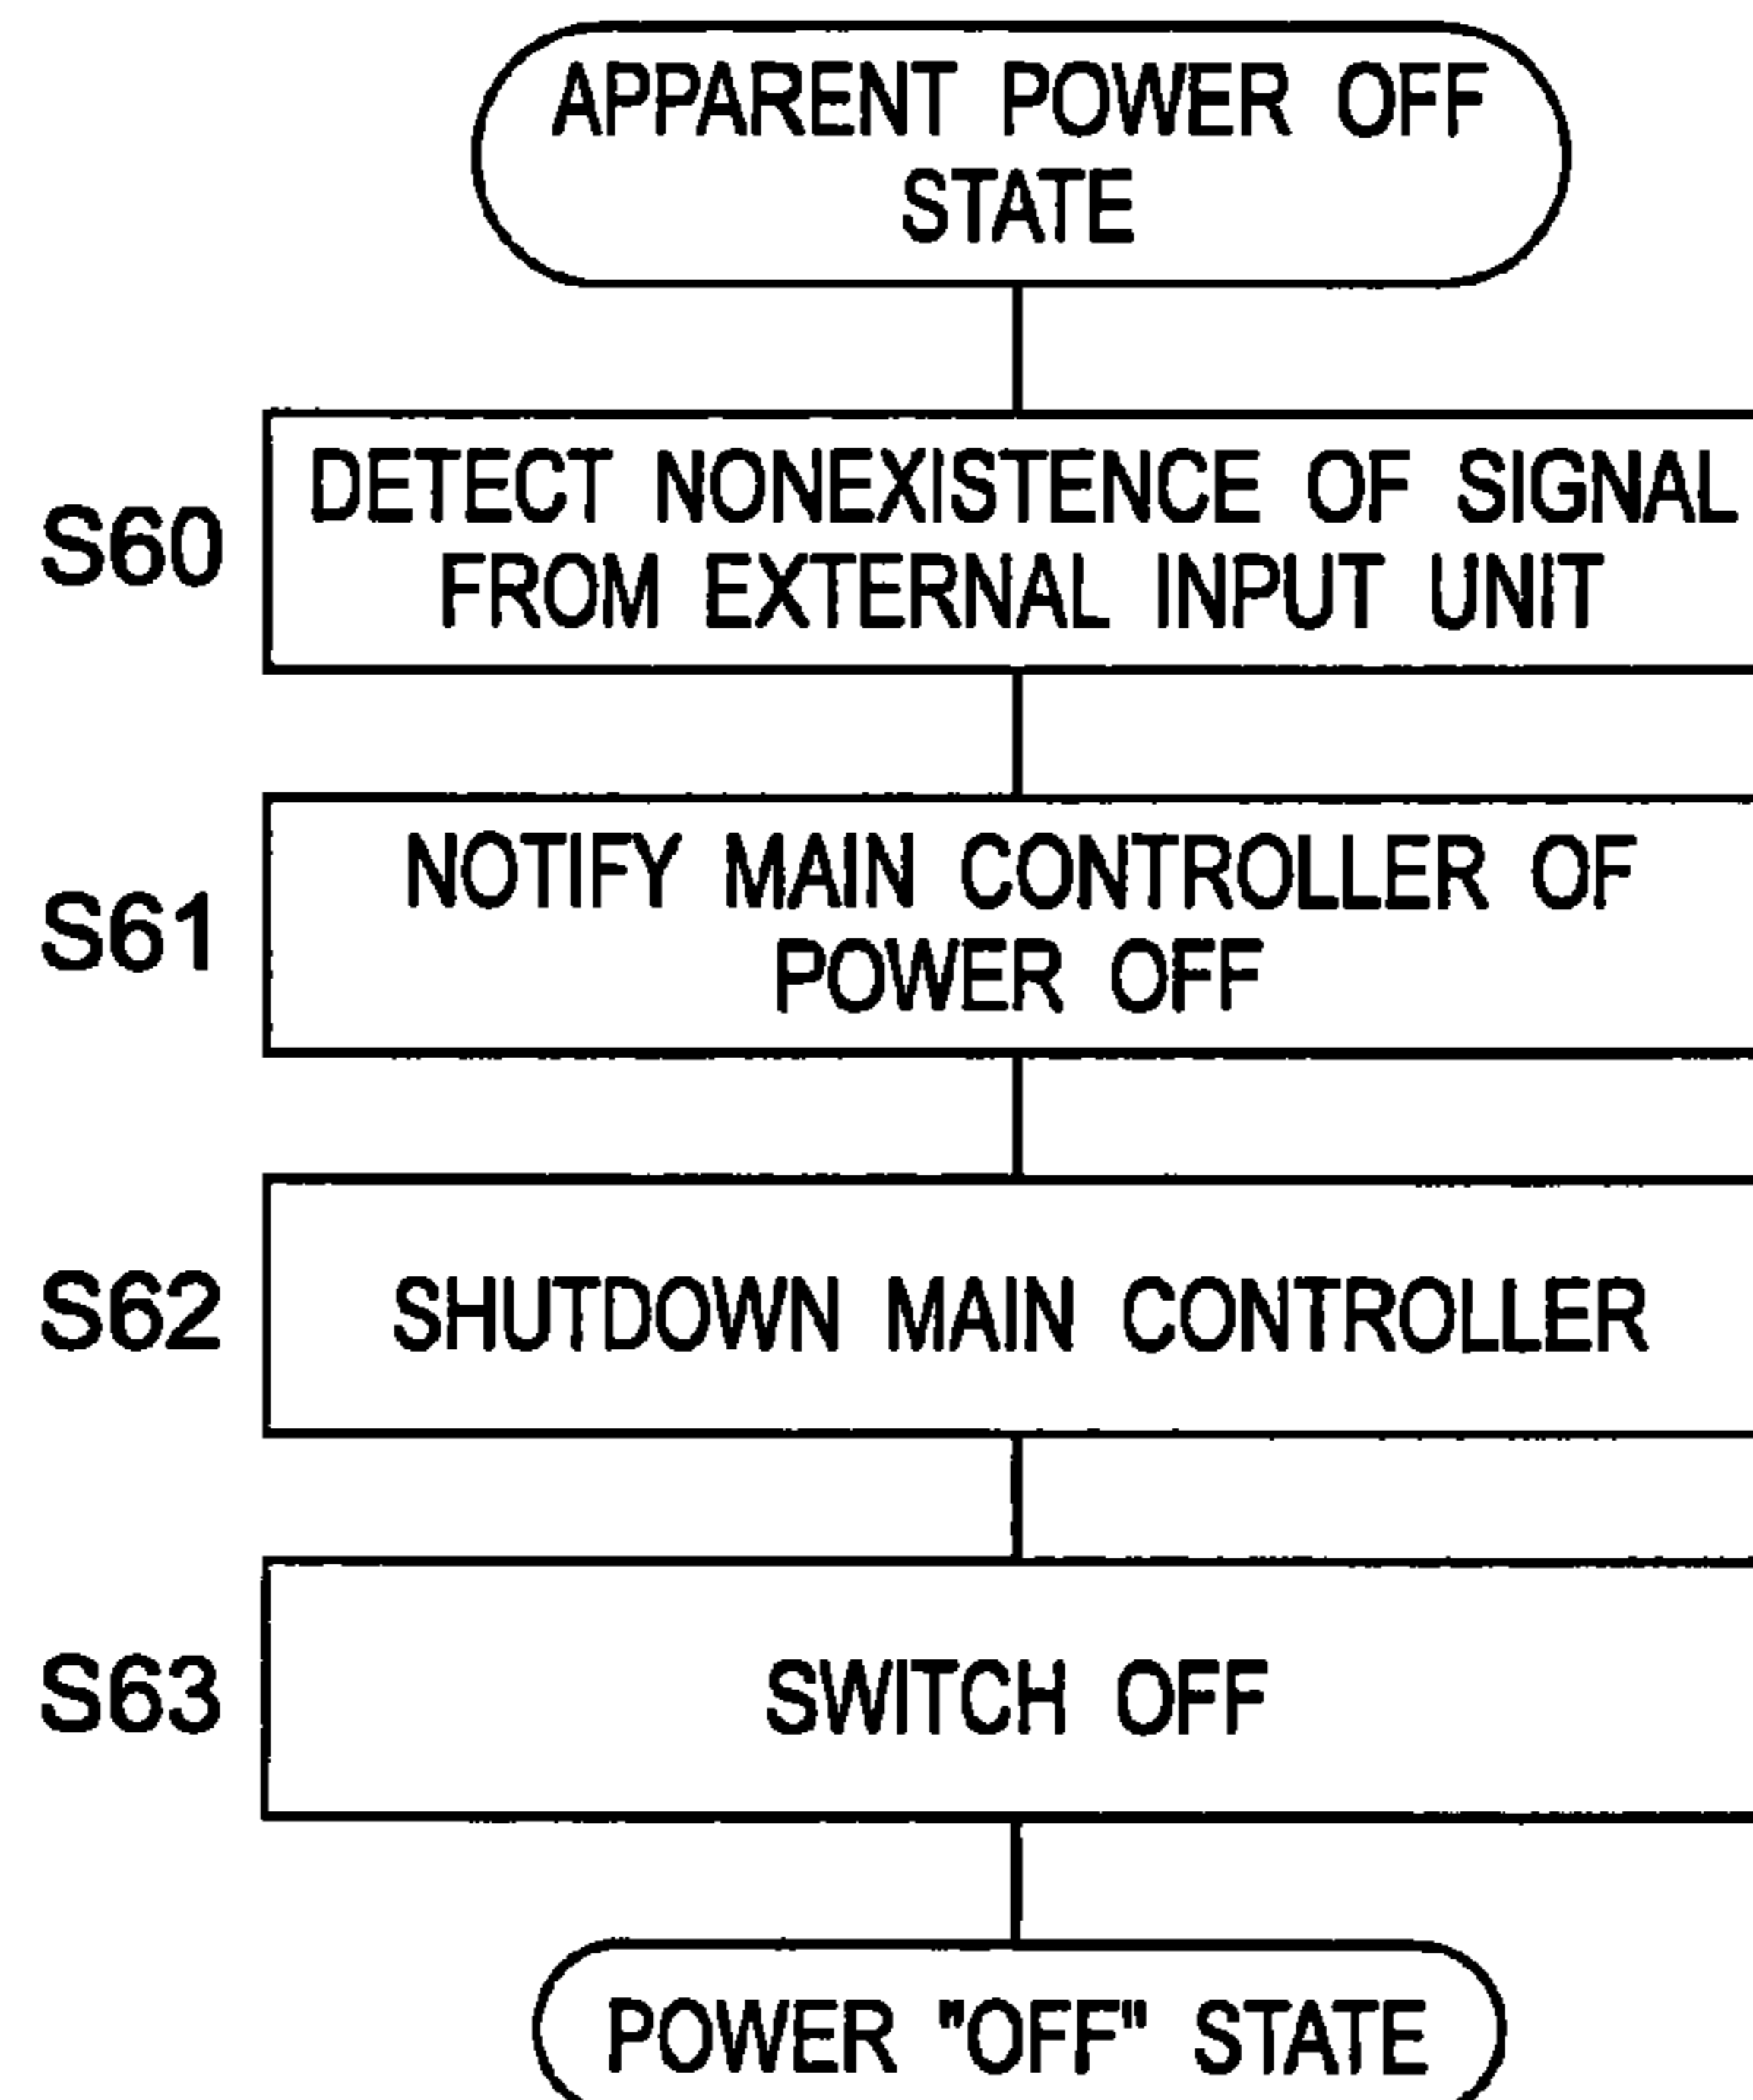 APPARENT POWER OFF
STATE
S60
DETECT NONEXISTENCE OF SIGNAL
FROM EXTERNAL INPUT UNIT
S61
NOTIFY MAIN CONTROLLER OF
POWER OFF
S62
SHUTDOWN MAIN CONTROLLER
S63
SWITCH OFF
POWER "OFF" STATE